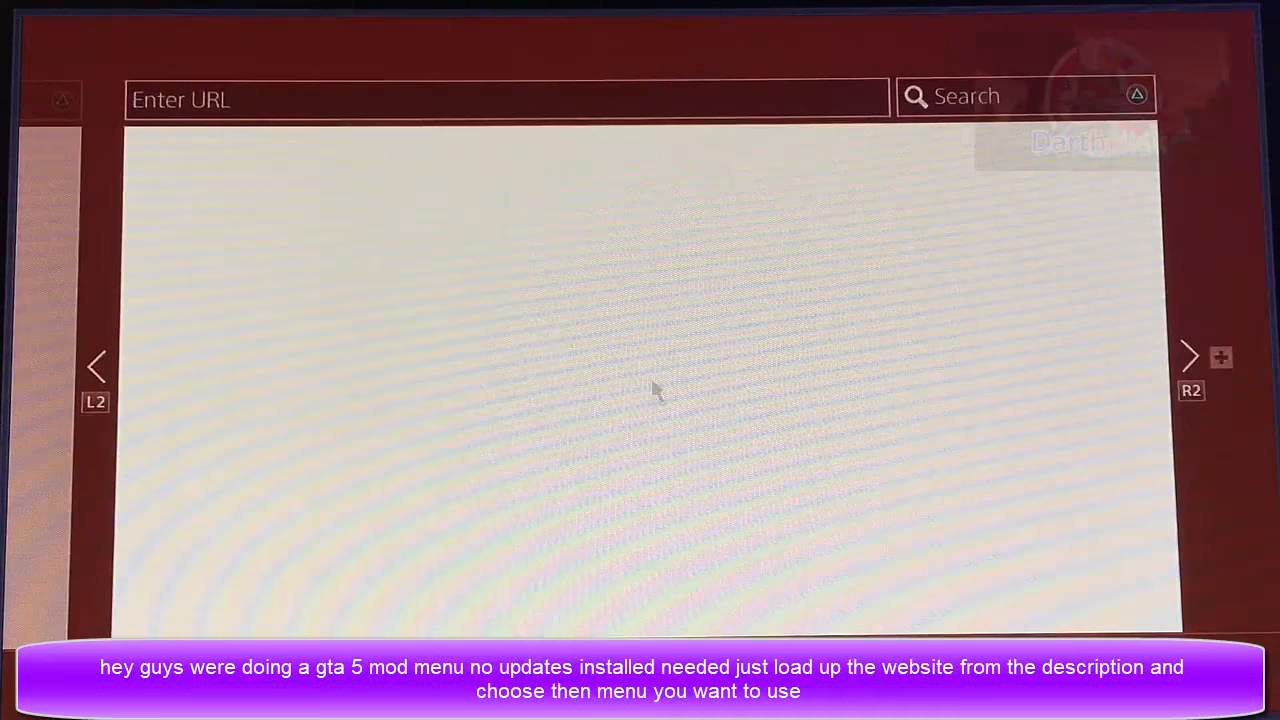 Enter URL
Search
L2
R2
hey guys were doing a gta 5 mod menu no updates installed needed just load up the website from the description and
choose then menu you want to use